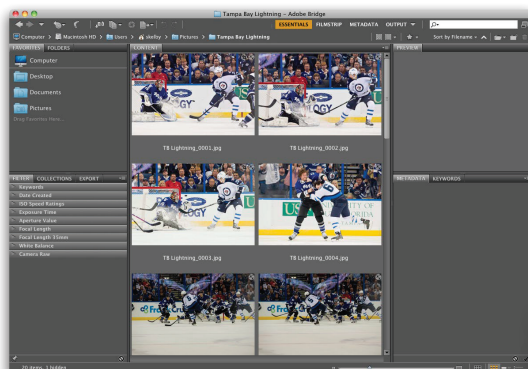 Tampa Bay Lightning – Adobe Bridge
ESSENTIALS FILMSTRIP METADATA OUTPUT
Computer > Macintosh HD > Users > skelby > Pictures > Tampa Bay Lightning
Sort by Filename
FAVORITES FOLDERS
CONTENT
PREVIEW
Computer
Desktop
Documents
Pictures
Drag Favorites Here...
TB Lightning_0001.jpg
TB Lightning_0002.jpg
FILTER COLLECTIONS EXPORT
METADATA KEYWORDS
Keywords
Date Created
ISO Speed Ratings
Exposure Time
Aperture Value
Focal Length
Focal Length 35mm
White Balance
Camera Raw
TB Lightning_0003.jpg
TB Lightning_0004.jpg
20 items, 3 hidden